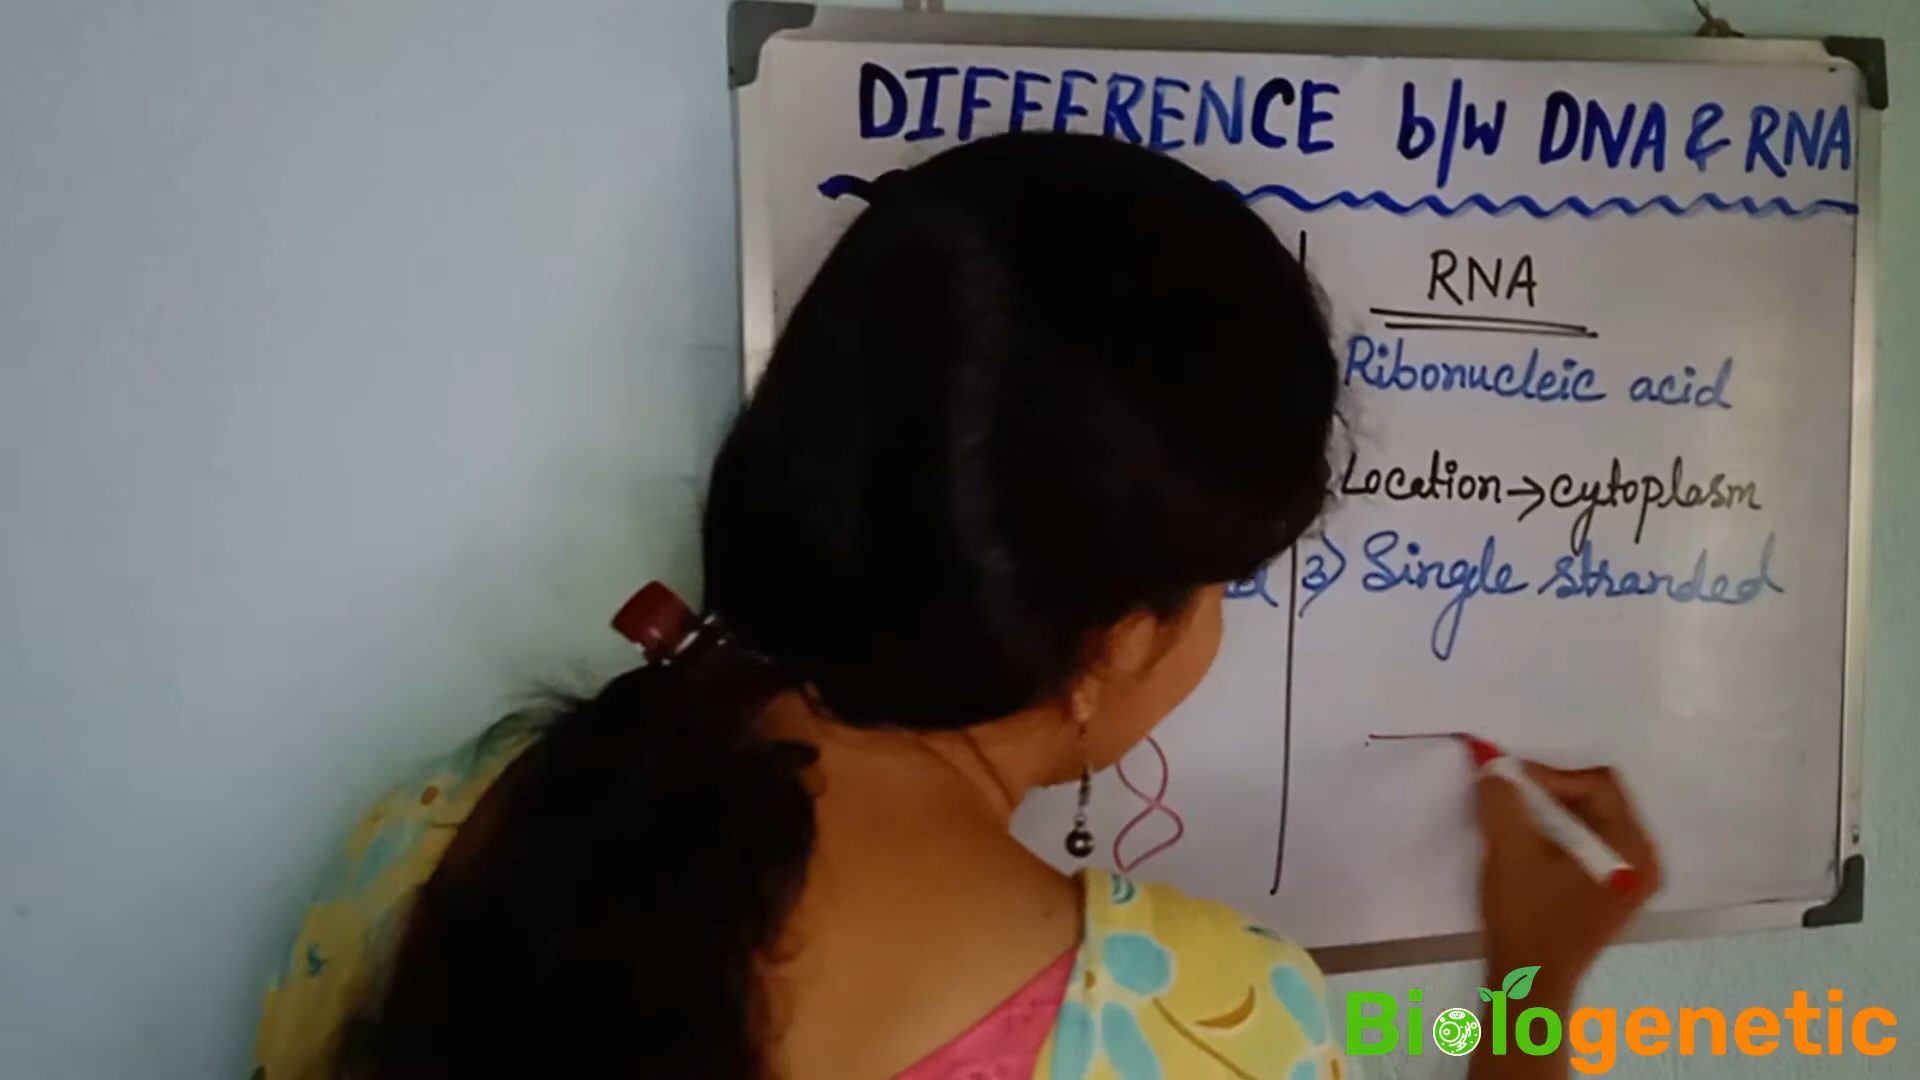 DIFFERENCE b/w DNA & RNA
RNA
Ribonucleic acid
Location→cytoplasm
3) Single stranded
Biologenetic